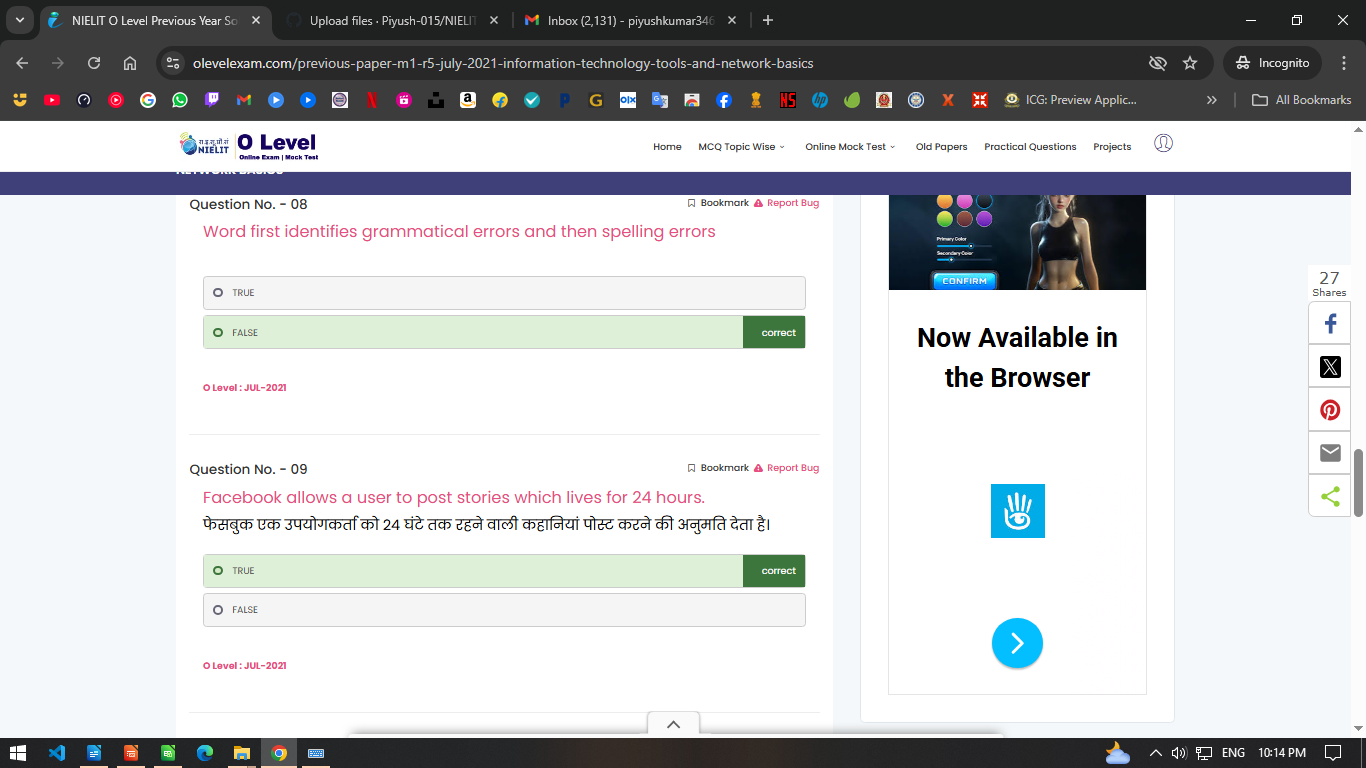 NIELIT O Level Previous Year So
Upload files · Piyush-015/NIELIT
Inbox (2,131) - piyushkumar346
olevelexam.com/previous-paper-m1-r5-july-2021-information-technology-tools-and-network-basics
Incognito
ICG: Preview Applic...
All Bookmarks
NIELIT
O Level
Online Exam | Mock Test
Home
MCQ Topic Wise
Online Mock Test
Old Papers
Practical Questions
Projects
NETWORK BASICS
Question No. - 08
Bookmark
Report Bug
Word first identifies grammatical errors and then spelling errors
TRUE
FALSE
correct
O Level : JUL-2021
Question No. - 09
Bookmark
Report Bug
Facebook allows a user to post stories which lives for 24 hours.
फेसबुक एक उपयोगकर्ता को 24 घंटे तक रहने वाली कहानियां पोस्ट करने की अनुमति देता है।
TRUE
correct
FALSE
O Level : JUL-2021
Primary Color
Secondary Color
CONFIRM
Now Available in
the Browser
27
Shares
ENG
10:14 PM